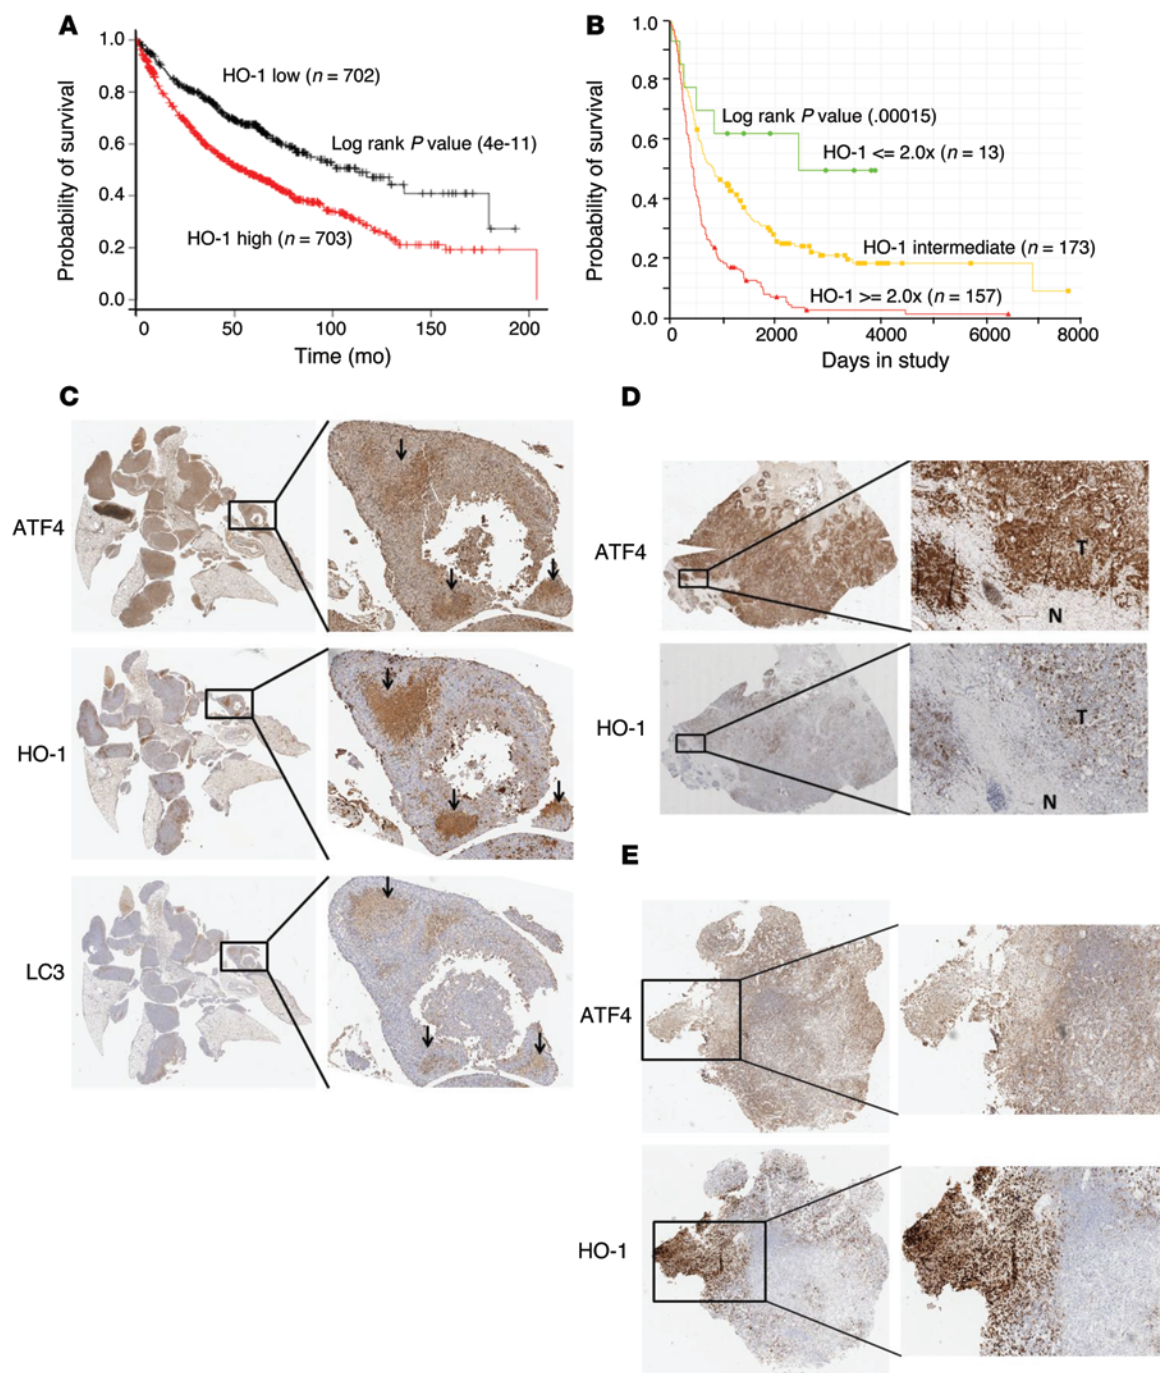 A
Probability of survival
1.0
0.8
0.6
0.4
0.2
0.0
HO-1 low (n = 702)
Log rank P value (4e-11)
HO-1 high (n = 703)
0 50 100 150 200
Time (mo)
B
Probability of survival
1.0
0.8
0.6
0.4
0.2
0.0
Log rank P value (.00015)
HO-1 <= 2.0x (n = 13)
HO-1 intermediate (n = 173)
HO-1 >= 2.0x (n = 157)
0 2000 4000 6000 8000
Days in study
C
ATF4
HO-1
LC3
D
ATF4
T
N
HO-1
T
N
E
ATF4
HO-1